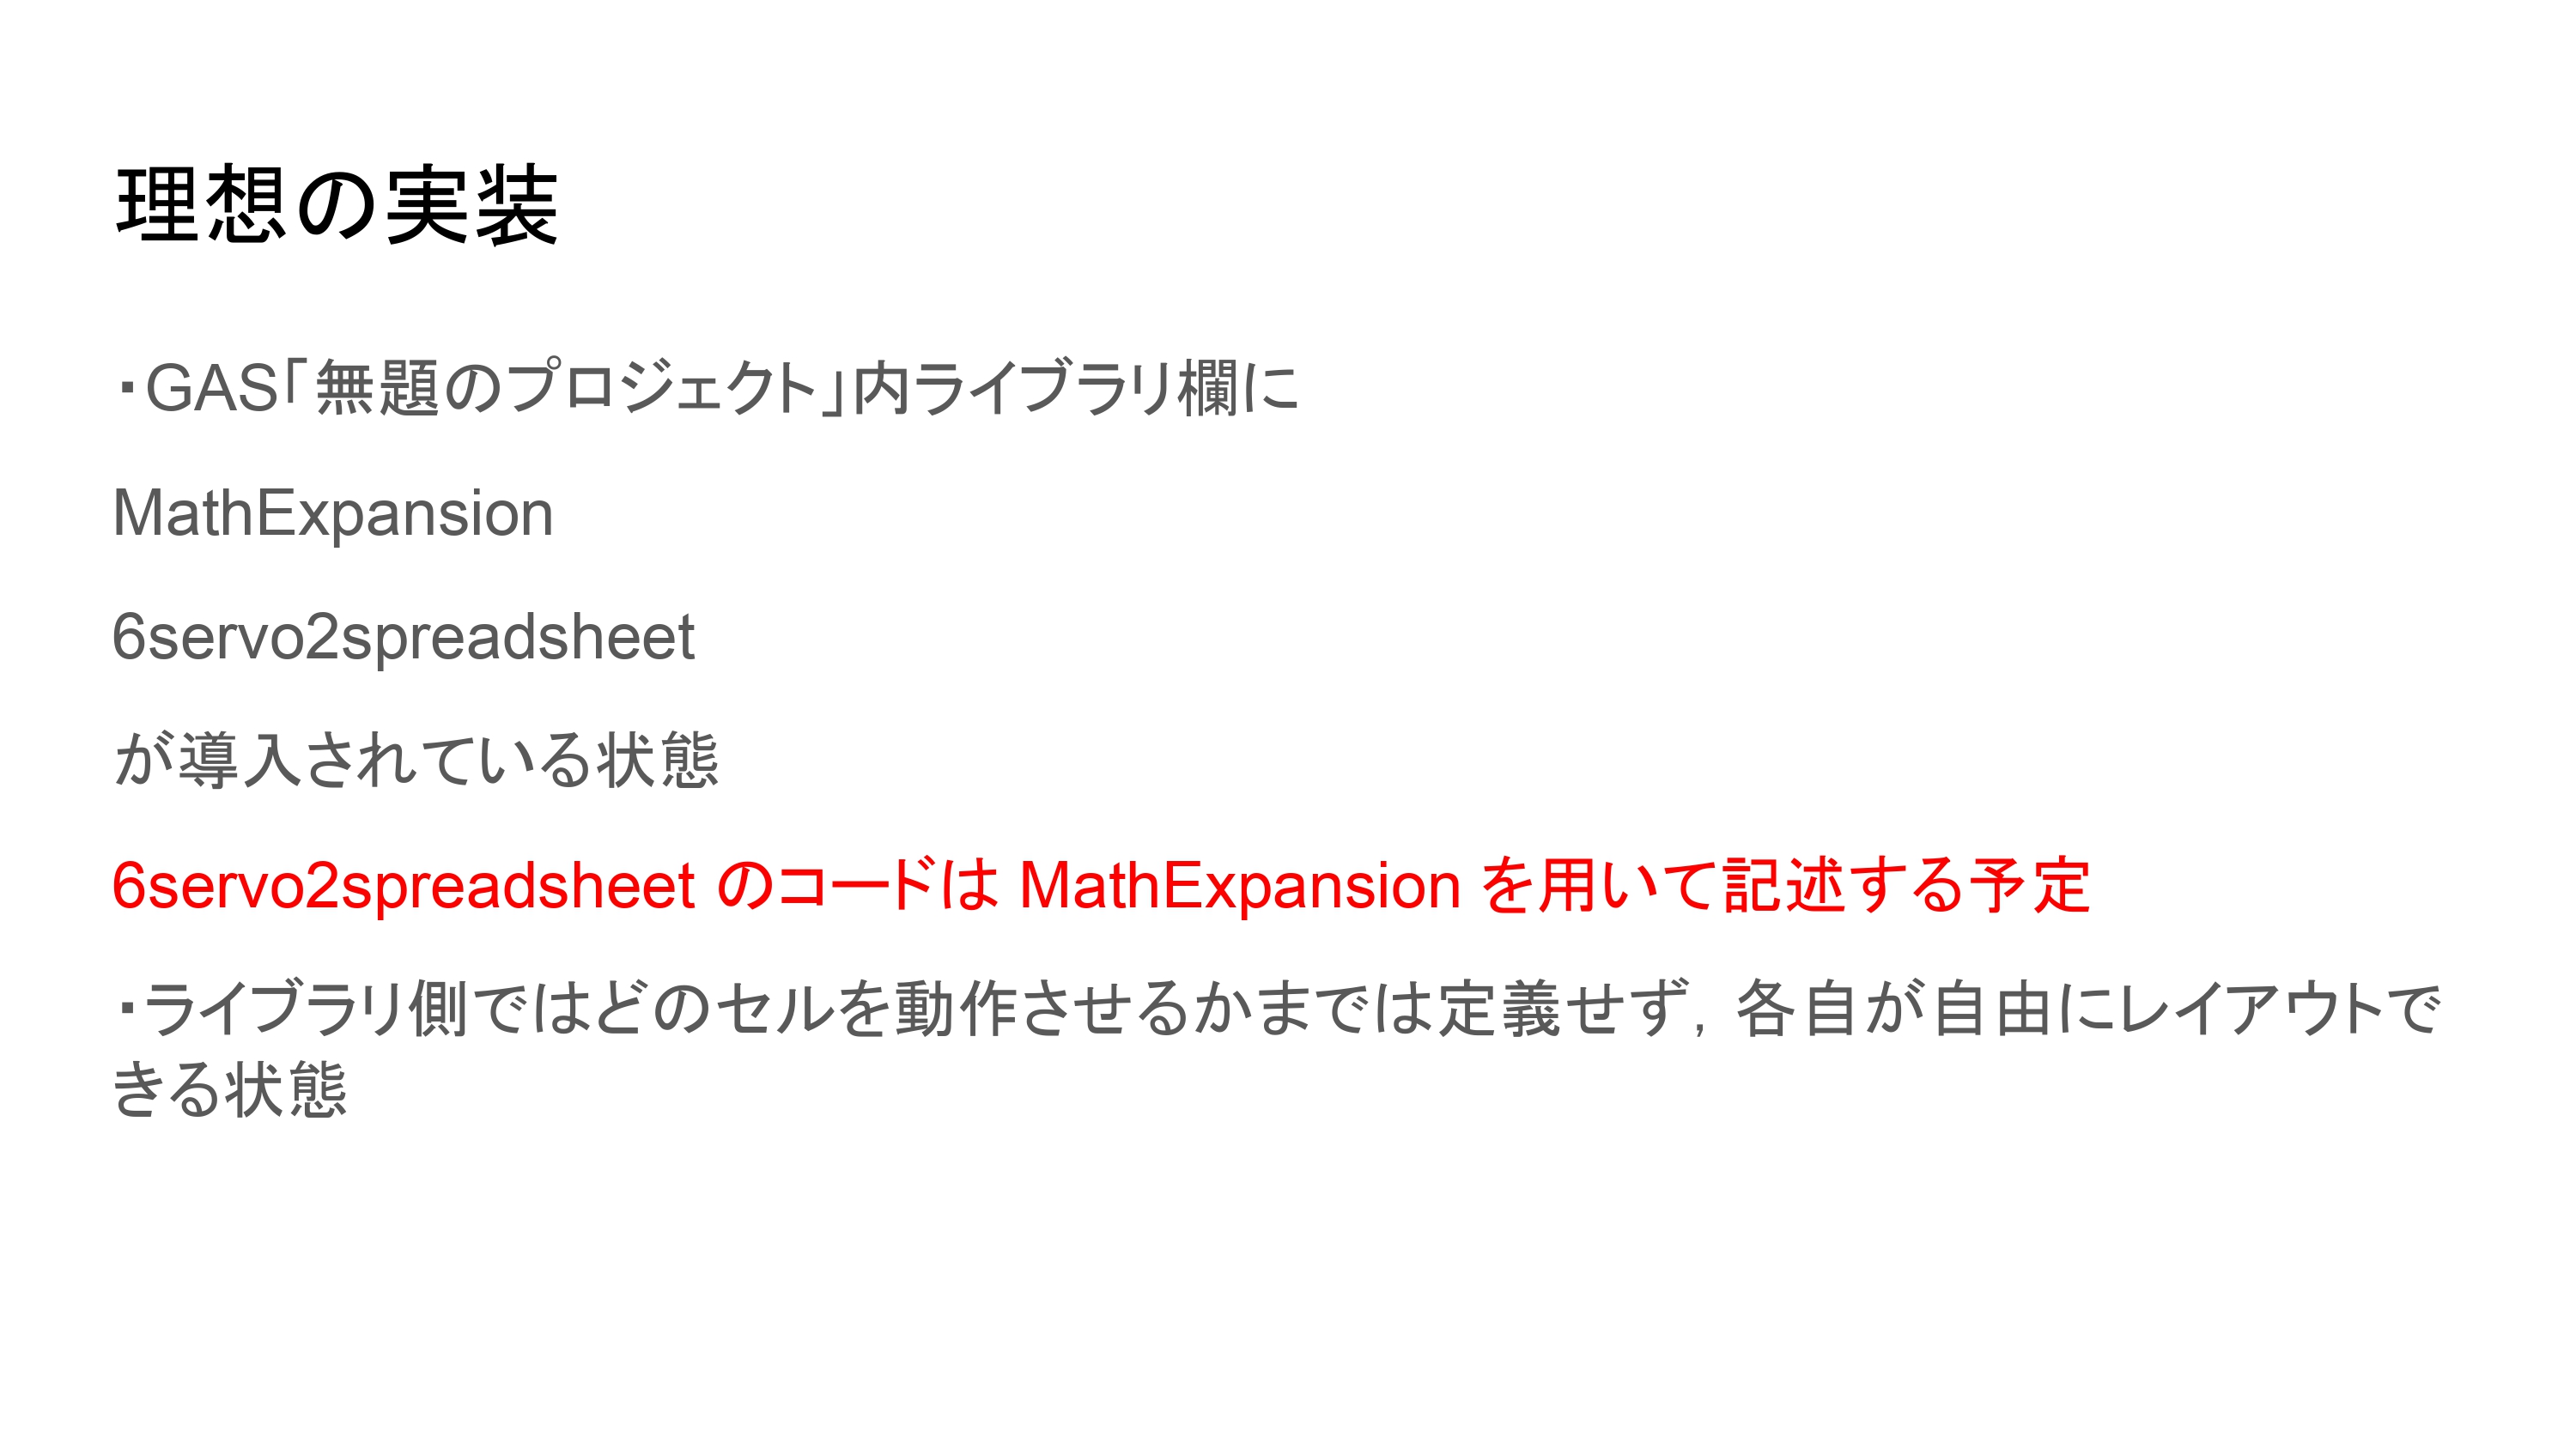 理想の実装
・GAS「無題のプロジェクト」内ライブラリ欄に
MathExpansion
6servo2spreadsheet
が導入されている状態
6servo2spreadsheet のコードは MathExpansion を用いて記述する予定
・ライブラリ側ではどのセルを動作させるかまでは定義せず，各自が自由にレイアウトで
きる状態